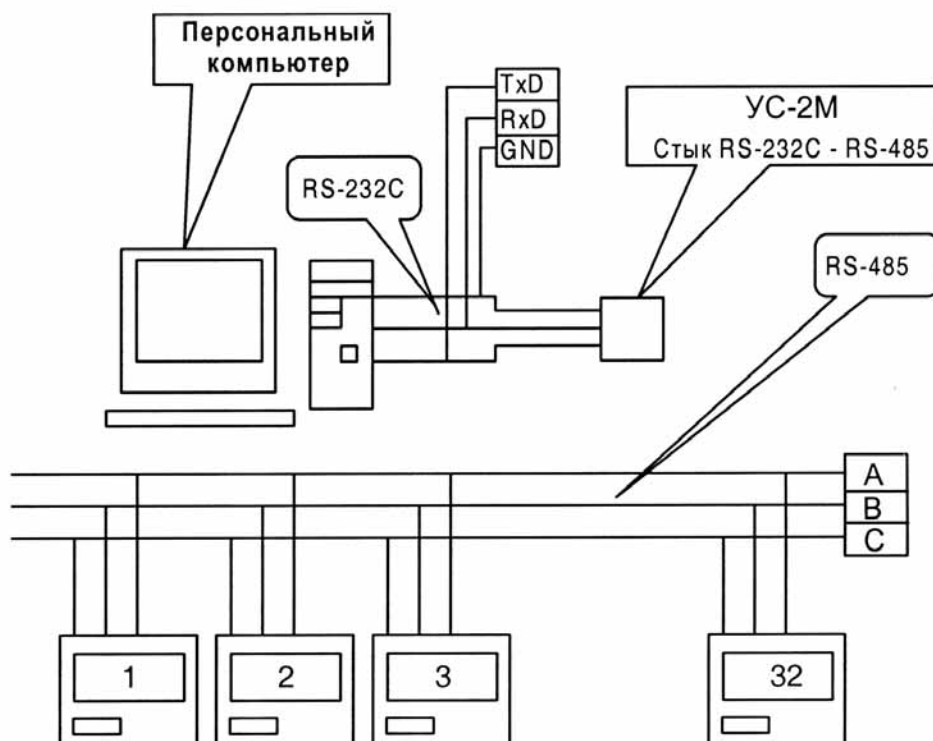 Персональный
компьютер
TxD
RxD
GND
УС-2М
Стык RS-232C - RS-485
RS-232C
RS-485
A
B
C
1
2
3
32